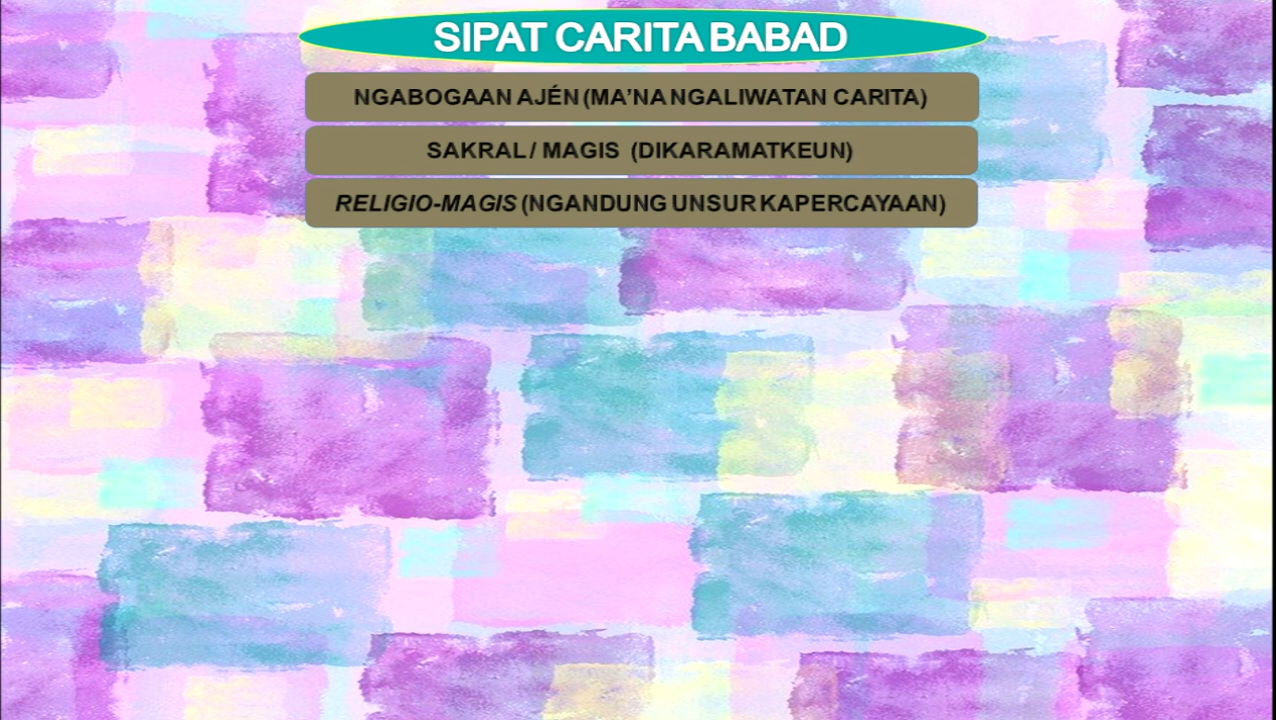 SIPAT CARITA BABAD
NGABOGAAN AJÉN (MA'NA NGALIWATAN CARITA)
SAKRAL / MAGIS (DIKARAMATKEUN)
RELIGIO-MAGIS (NGANDUNG UNSUR KAPERCAYAAN)